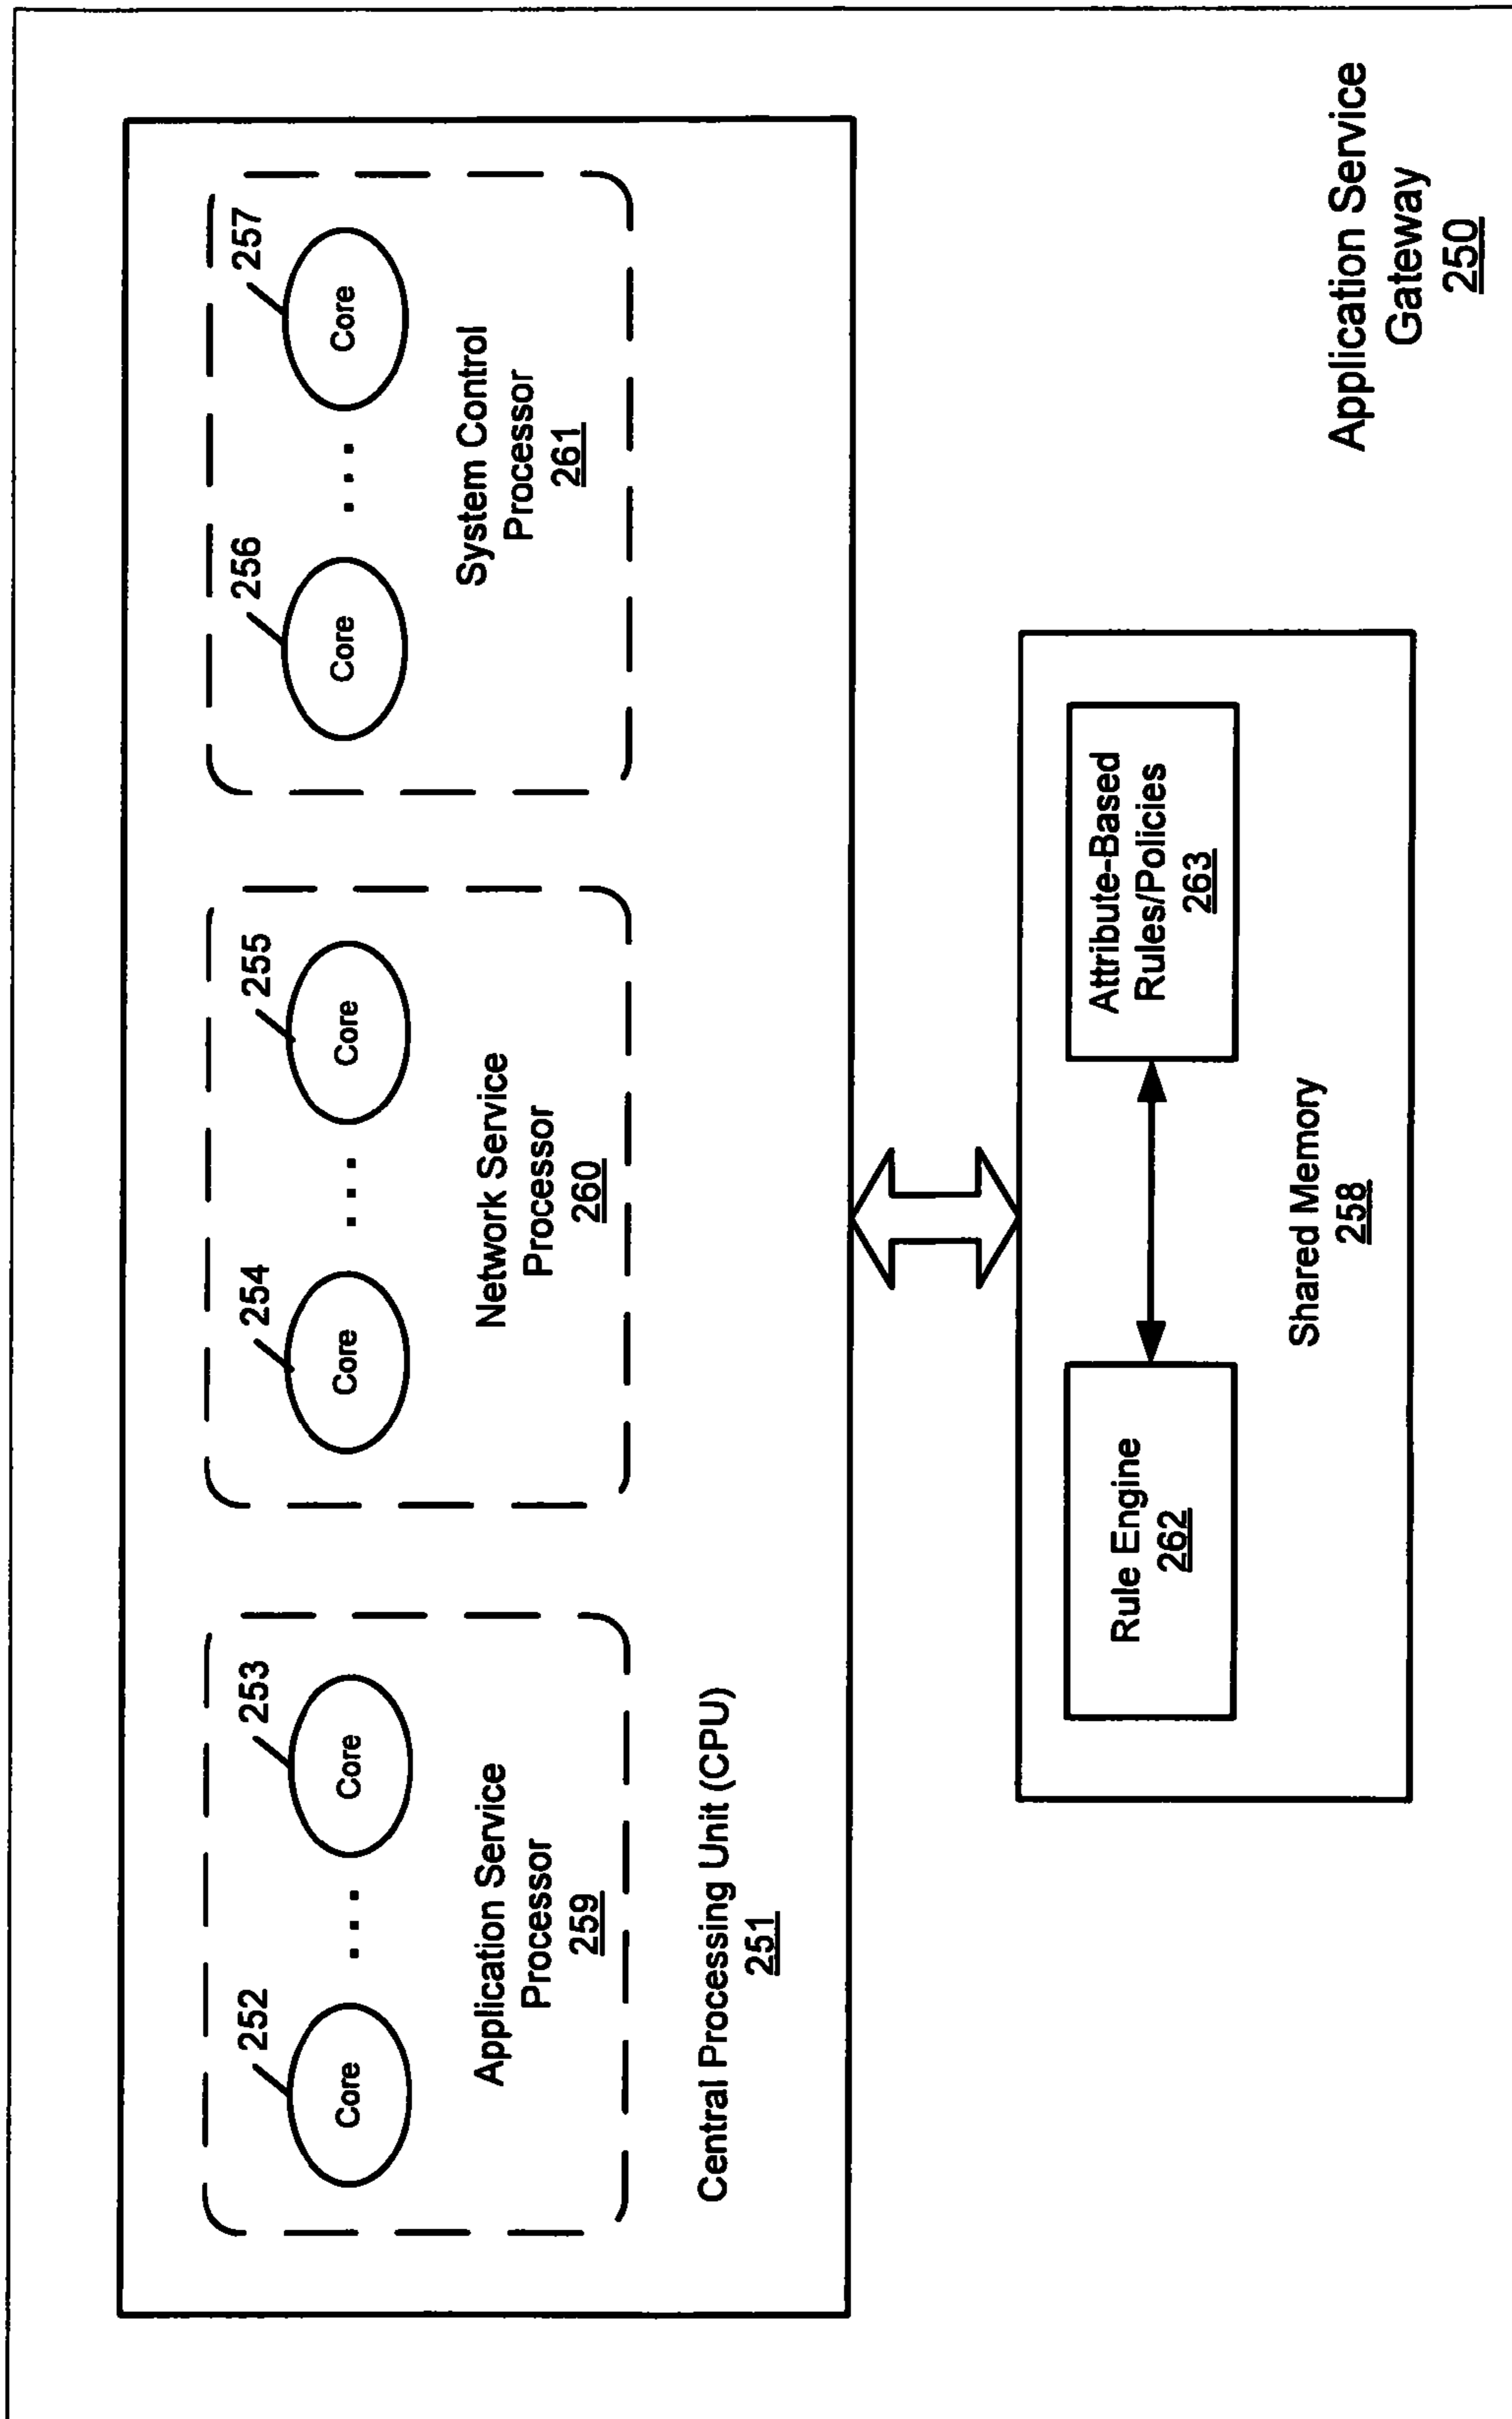 252
253
254
255
256
257
Core
...
Core
Core
...
Core
Core
...
Core
Application Service
Processor
259
Network Service
Processor
260
System Control
Processor
261
Central Processing Unit (CPU)
251
Rule Engine
262
Attribute-Based
Rules/Policies
263
Shared Memory
258
Application Service
Gateway
250